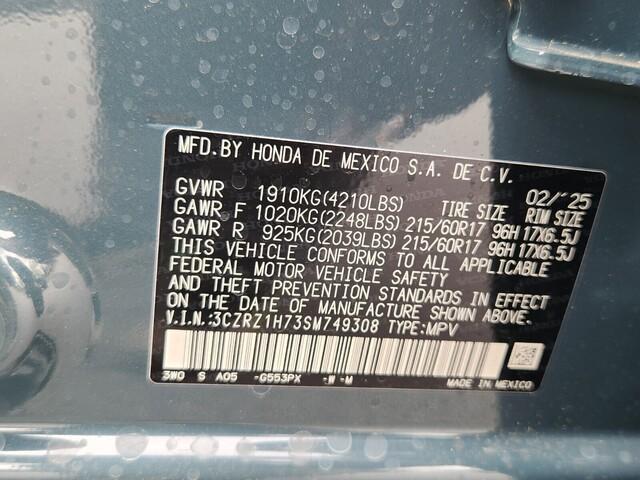 MFD. BY HONDA DE MEXICO S.A. DE C.V.
02/'25
GVWR 1910KG(4210LBS) TIRE SIZE RIM SIZE
GAWR F 1020KG(2248LBS) 215/60R17 96H 17X6.5J
GAWR R 925KG(2039LBS) 215/60R17 96H 17X6.5J
THIS VEHICLE CONFORMS TO ALL APPLICABLE
FEDERAL MOTOR VEHICLE SAFETY
AND THEFT PREVENTION STANDARDS IN EFFECT
ON THE DATE OF MANUFACTURE SHOWN ABOVE.
V.I.N.:3CZRZ1H73SM749308 TYPE:MPV
3W0 S A05 -G553PX -W -M
MADE IN MEXICO